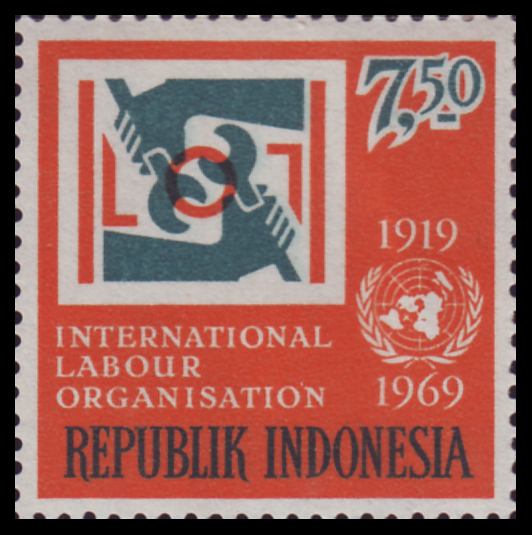 7,50
1919
1969
INTERNATIONAL
LABOUR
ORGANISATION
REPUBLIK INDONESIA